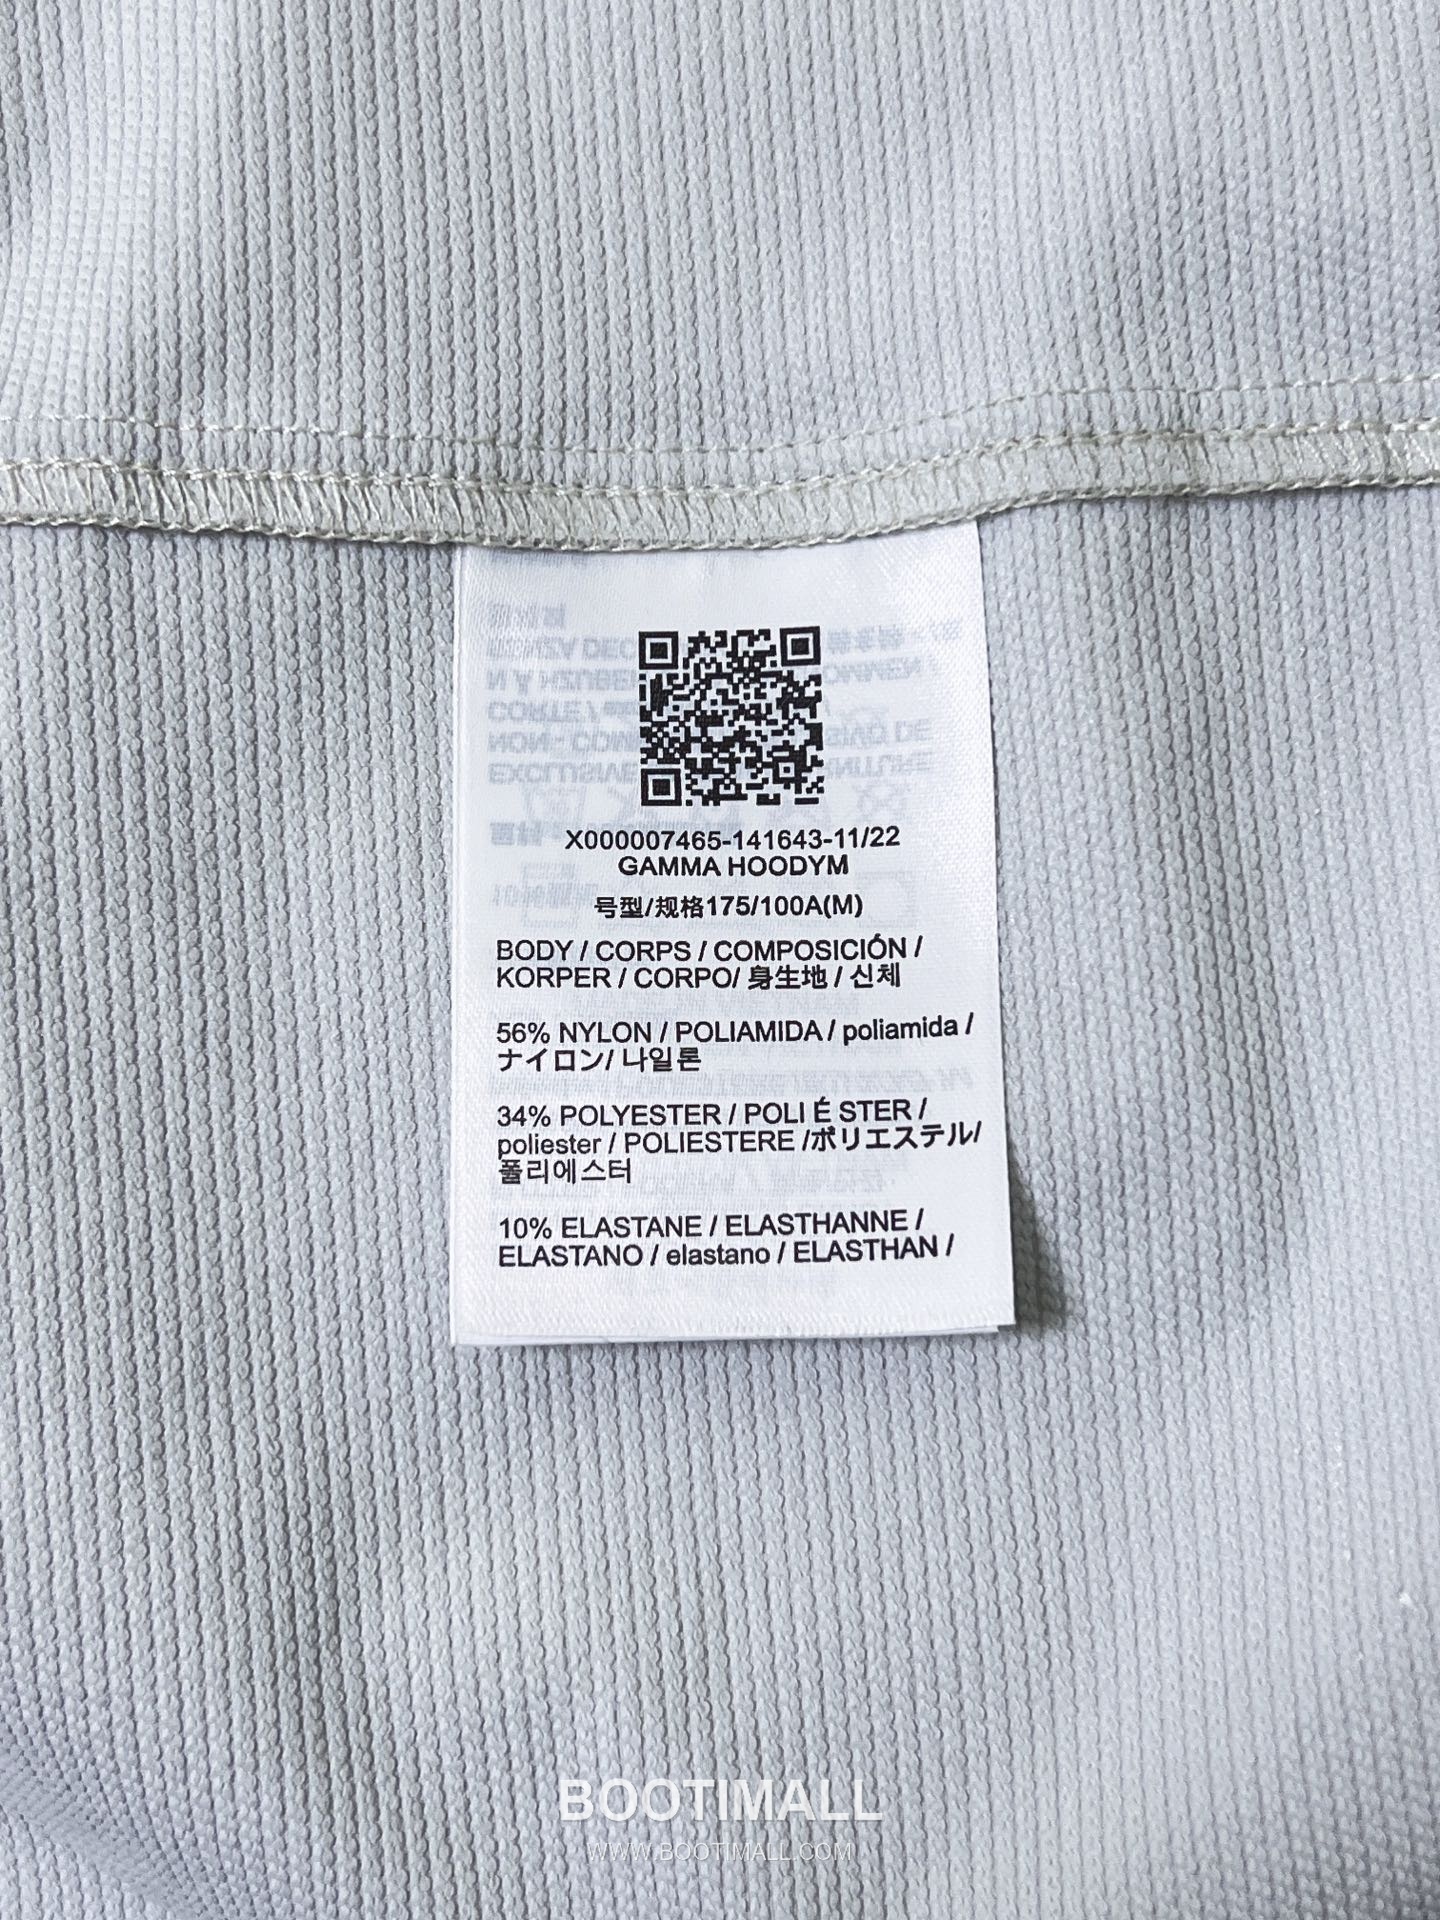 X000007465-141643-11/22
GAMMA HOODYM
号型/规格175/100A(M)
BODY / CORPS / COMPOSICIÓN /
KORPER / CORPO/ 身生地 / 신체
56% NYLON / POLIAMIDA / poliamida /
ナイロン/ 나일론
34% POLYESTER / POLI É STER /
poliester / POLIESTERE /ポリエステル/
폴리에스터
10% ELASTANE / ELASTHANNE /
ELASTANO / elastano / ELASTHAN /
BOOTIMALL
WWW.BOOTIMALL.COM